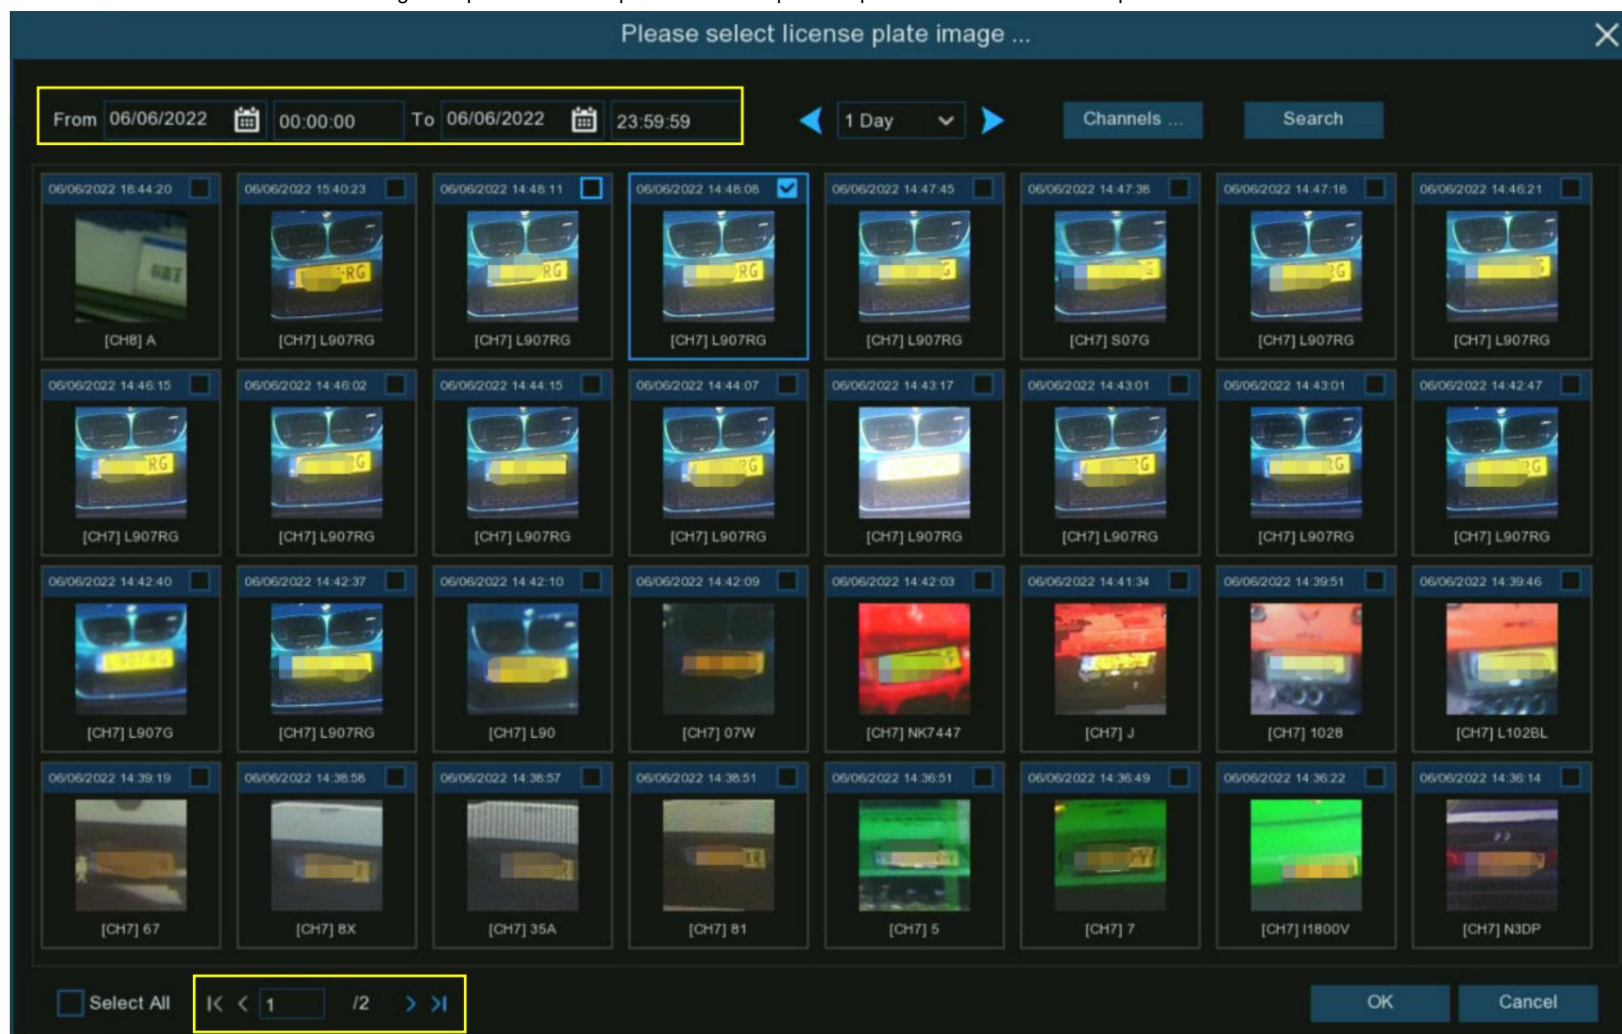 Please select license plate image ...
From 06/06/2022 00:00:00 To 06/06/2022 23:59:59 1 Day Channels ... Search
06/06/2022 18:44:20 06/06/2022 15:40:23 06/06/2022 14:48:11 06/06/2022 14:48:08 06/06/2022 14:47:45 06/06/2022 14:47:38 06/06/2022 14:47:18 06/06/2022 14:46:21
RG RG RG G G G
[CH8] A [CH7] L907RG [CH7] L907RG [CH7] L907RG [CH7] L907RG [CH7] S07G [CH7] L907RG [CH7] L907RG
06/06/2022 14:46:15 06/06/2022 14:46:02 06/06/2022 14:44:15 06/06/2022 14:44:07 06/06/2022 14:43:17 06/06/2022 14:43:01 06/06/2022 14:43:01 06/06/2022 14:42:47
RG G G G G G
[CH7] L907RG [CH7] L907RG [CH7] L907RG [CH7] L907RG [CH7] L907RG [CH7] L907RG [CH7] L907RG [CH7] L907RG
06/06/2022 14:42:40 06/06/2022 14:42:37 06/06/2022 14:42:10 06/06/2022 14:42:09 06/06/2022 14:42:03 06/06/2022 14:41:34 06/06/2022 14:39:51 06/06/2022 14:39:46
[CH7] L907G [CH7] L907RG [CH7] L90 [CH7] 07W [CH7] NK7447 [CH7] J [CH7] 1028 [CH7] L102BL
06/06/2022 14:39:19 06/06/2022 14:38:58 06/06/2022 14:38:57 06/06/2022 14:38:51 06/06/2022 14:36:51 06/06/2022 14:36:49 06/06/2022 14:36:22 06/06/2022 14:36:14
[CH7] 67 [CH7] 8X [CH7] 35A [CH7] 81 [CH7] 5 [CH7] 7 [CH7] I1800V [CH7] N3DP
Select All 1 /2 OK Cancel